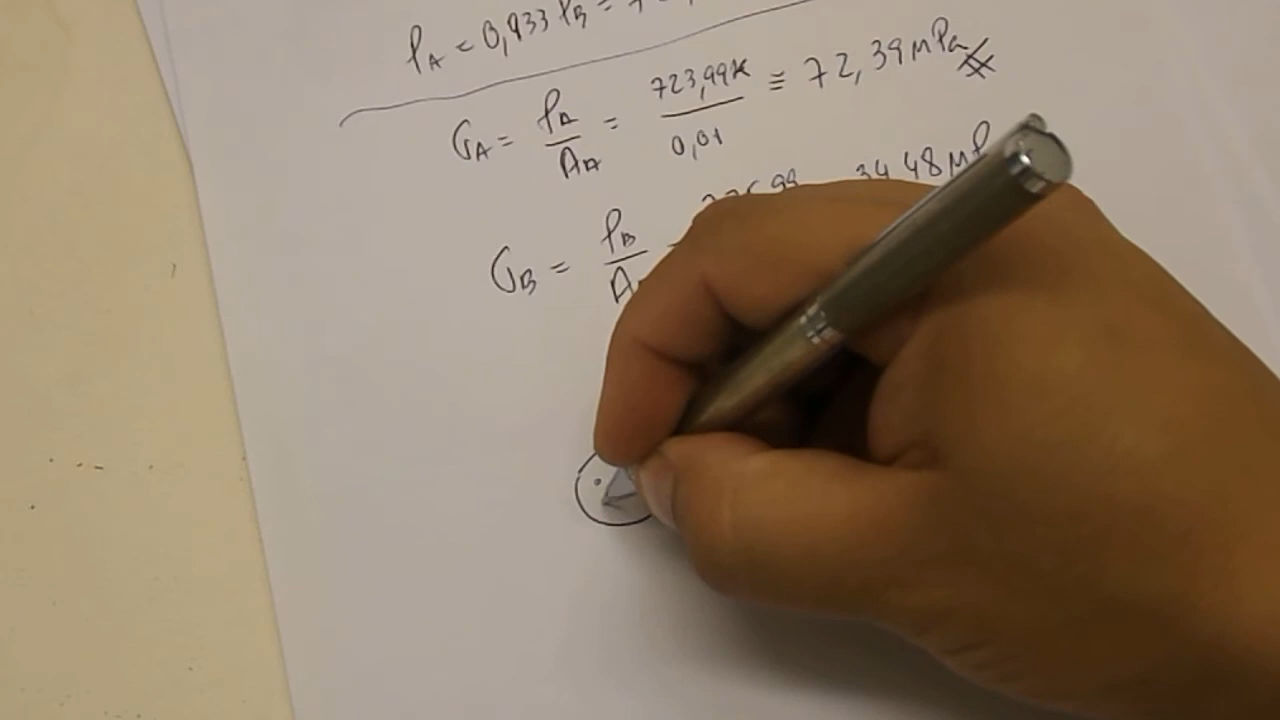 P_A = 0,933 P_B =
σ_A = P_A / A_A = 723,99K / 0,01 ≅ 72,39 MPa
σ_B = P_B / A 34,48 MP